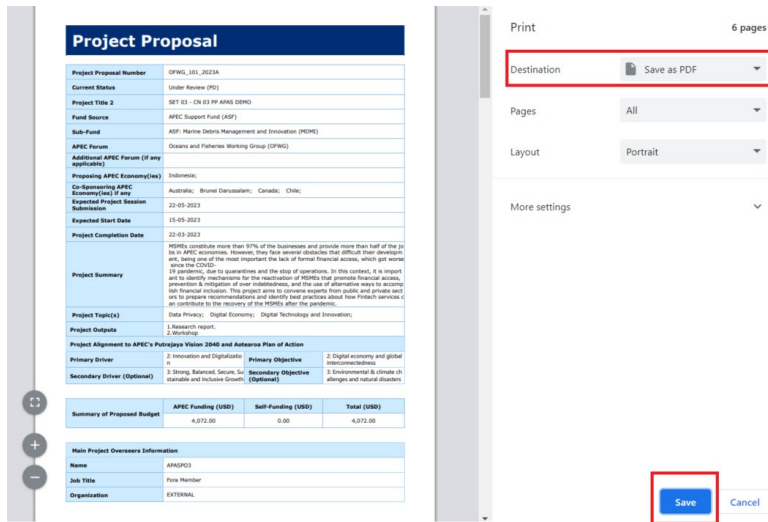 Project Proposal
Project Proposal Number OFWG_101_2023A
Current Status Under Review (PD)
Project Title 2 SET 03 - CN 03 PP APAS DEMO
Fund Source APEC Support Fund (ASF)
Sub-Fund ASF: Marine Debris Management and Innovation (MDMI)
APEC Forum Oceans and Fisheries Working Group (OFWG)
Additional APEC Forum (if any
applicable)
Proposing APEC Economy(ies) Indonesia;
Co-Sponsoring APEC
Economy(ies) if any Australia; Brunei Darussalam; Canada; Chile;
Expected Project Session
Submission 22-05-2023
Expected Start Date 15-05-2023
Project Completion Date 22-03-2023
Project Summary
MSMEs constitute more than 97% of the businesses and provide more than half of the jo
bs in APEC economies. However, they face several obstacles that difficult their developm
ent, being one of the most important the lack of formal financial access, which got worse
since the COVID-
19 pandemic, due to quarantines and the stop of operations. In this context, it is import
ant to identify mechanisms for the reactivation of MSMEs that promote financial access,
prevention & mitigation of over indebtedness, and the use of alternative ways to accomp
lish financial inclusion. This project aims to convene experts from public and private sect
ors to prepare recommendations and identify best practices about how Fintech services c
an contribute to the recovery of the MSMEs after the pandemic.
Project Topic(s) Data Privacy; Digital Economy; Digital Technology and Innovation;
Project Outputs
1.Research report.
2.Workshop
Project Alignment to APEC's Putrajaya Vision 2040 and Aotearoa Plan of Action
Primary Driver
2: Innovation and Digitalizatio
n
Primary Objective
2: Digital economy and global
interconnectedness
Secondary Driver (Optional)
3: Strong, Balanced, Secure, Su
stainable and Inclusive Growth
Secondary Objective
(Optional)
3: Environmental & climate ch
allenges and natural disasters
Summary of Proposed Budget
APEC Funding (USD) Self-Funding (USD) Total (USD)
4,072.00 0.00 4,072.00
Main Project Overseers Information
Name APASPO3
Job Title Fons Member
Organization EXTERNAL
Print 6 pages
Destination Save as PDF
Pages All
Layout Portrait
More settings
Save Cancel